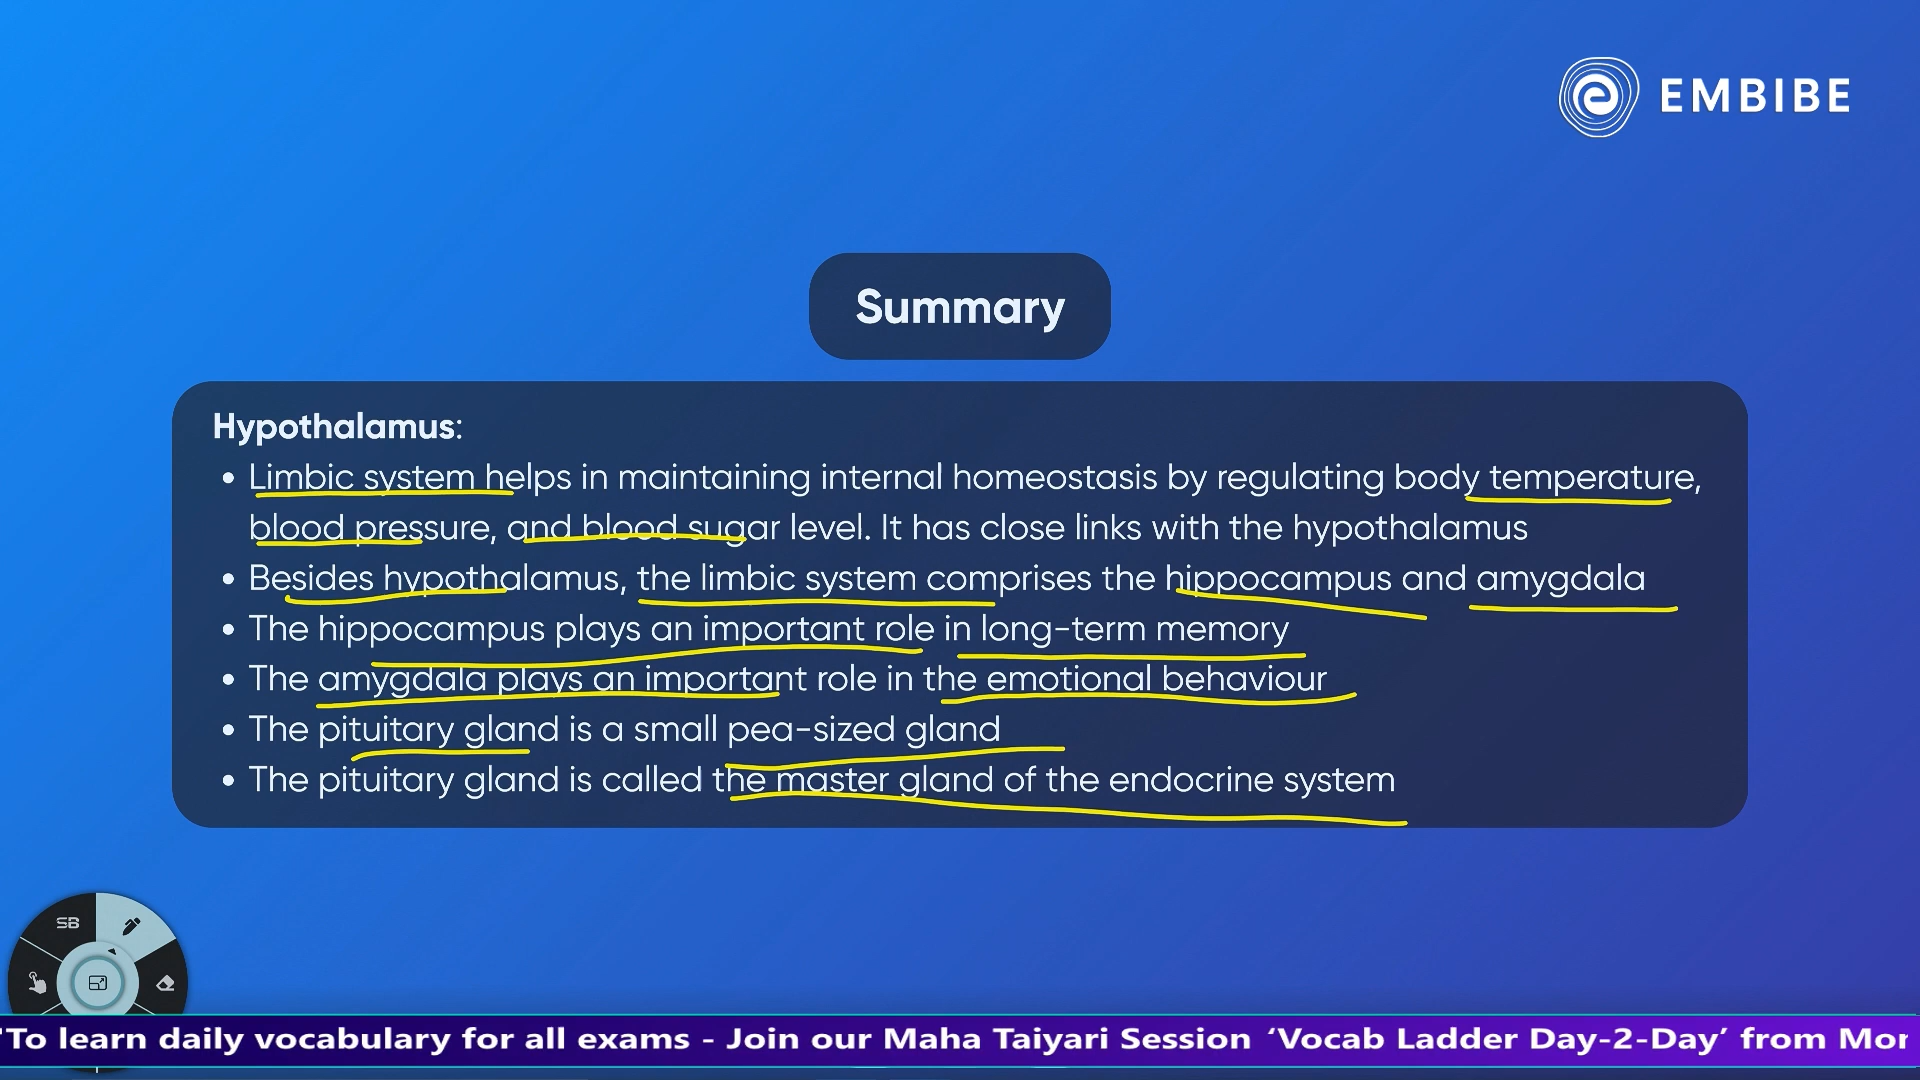 EMBIBE
Summary
Hypothalamus:
• Limbic system helps in maintaining internal homeostasis by regulating body temperature,
blood pressure, and blood sugar level. It has close links with the hypothalamus
• Besides hypothalamus, the limbic system comprises the hippocampus and amygdala
• The hippocampus plays an important role in long-term memory
• The amygdala plays an important role in the emotional behaviour
• The pituitary gland is a small pea-sized gland
• The pituitary gland is called the master gland of the endocrine system
SB
"To learn daily vocabulary for all exams - Join our Maha Taiyari Session ‘Vocab Ladder Day-2-Day’ from Mor